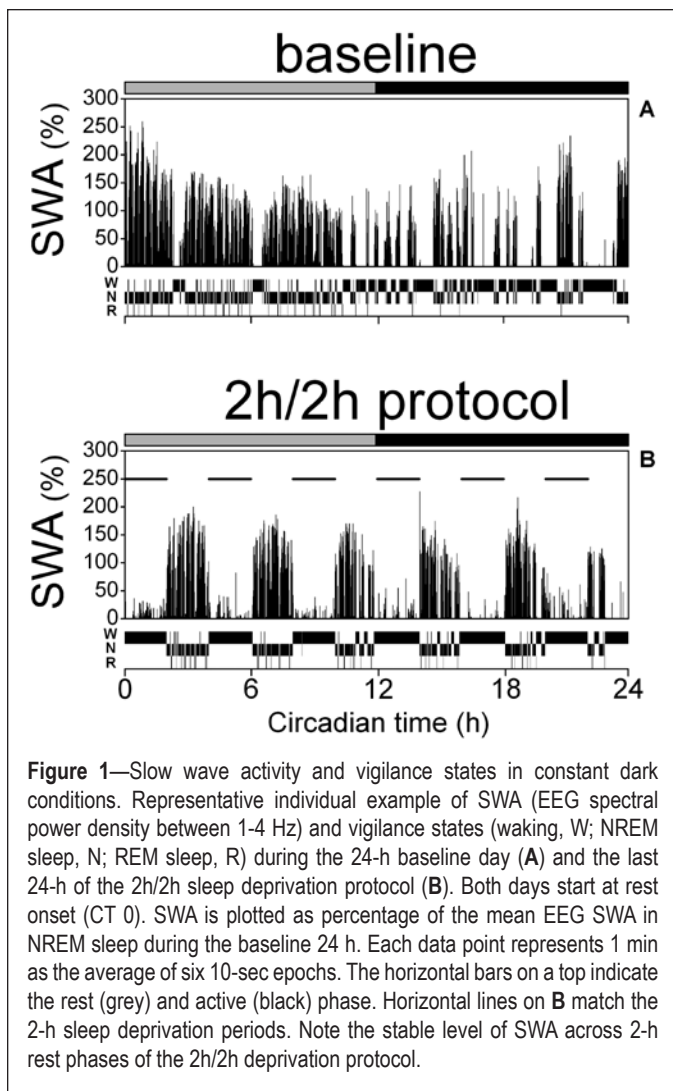 baseline
A
300
250
200
150
100
50
0
SWA (%)
W
N
R
0 6 12 18 24
2h/2h protocol
B
300
250
200
150
100
50
0
SWA (%)
W
N
R
0 6 12 18 24
Circadian time (h)
Figure 1—Slow wave activity and vigilance states in constant dark
conditions. Representative individual example of SWA (EEG spectral
power density between 1-4 Hz) and vigilance states (waking, W; NREM
sleep, N; REM sleep, R) during the 24-h baseline day (A) and the last
24-h of the 2h/2h sleep deprivation protocol (B). Both days start at rest
onset (CT 0). SWA is plotted as percentage of the mean EEG SWA in
NREM sleep during the baseline 24 h. Each data point represents 1 min
as the average of six 10-sec epochs. The horizontal bars on a top indicate
the rest (grey) and active (black) phase. Horizontal lines on B match the
2-h sleep deprivation periods. Note the stable level of SWA across 2-h
rest phases of the 2h/2h deprivation protocol.